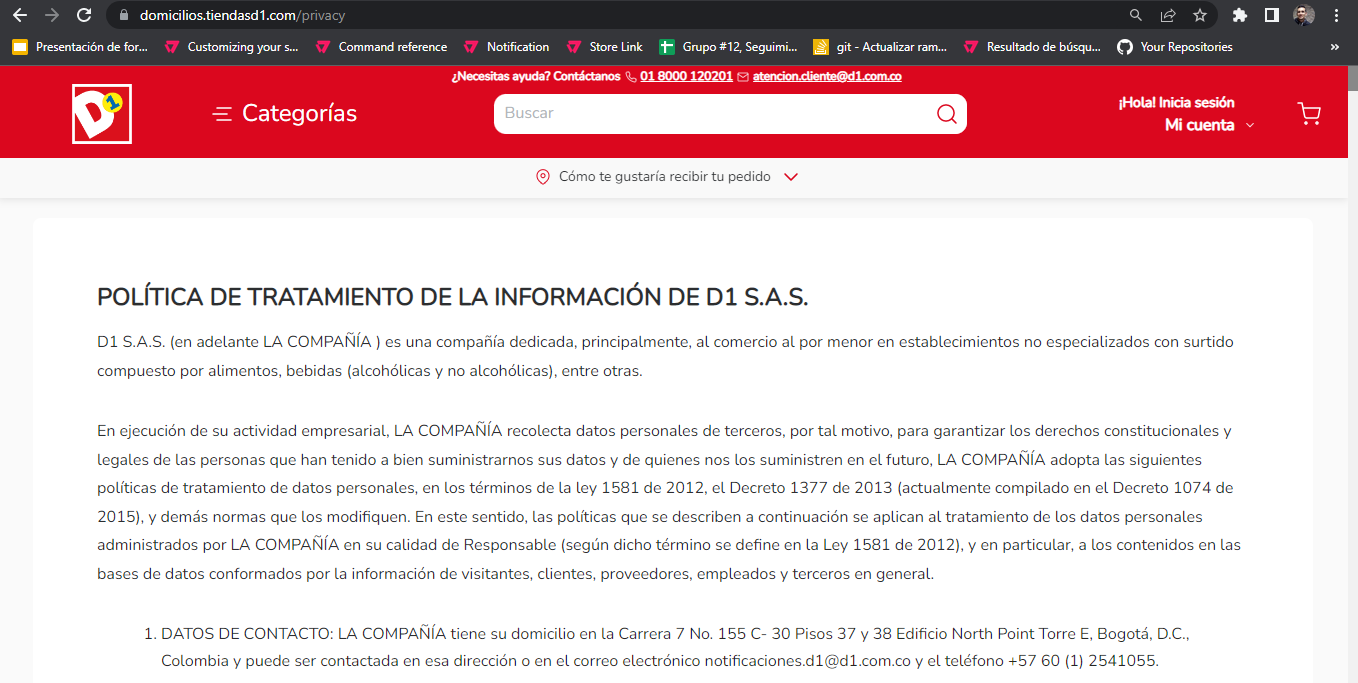 domicilios.tiendasd1.com/privacy
Presentación de for... Customizing your s... Command reference Notification Store Link Grupo #12, Seguimi... git - Actualizar ram... Resultado de búsqu... Your Repositories »
¿Necesitas ayuda? Contáctanos 01 8000 120201 atencion.cliente@d1.com.co
D1
Categorías
Buscar
¡Hola! Inicia sesión
Mi cuenta
Cómo te gustaría recibir tu pedido
POLÍTICA DE TRATAMIENTO DE LA INFORMACIÓN DE D1 S.A.S.
D1 S.A.S. (en adelante LA COMPAÑÍA ) es una compañía dedicada, principalmente, al comercio al por menor en establecimientos no especializados con surtido
compuesto por alimentos, bebidas (alcohólicas y no alcohólicas), entre otras.
En ejecución de su actividad empresarial, LA COMPAÑÍA recolecta datos personales de terceros, por tal motivo, para garantizar los derechos constitucionales y
legales de las personas que han tenido a bien suministrarnos sus datos y de quienes nos los suministren en el futuro, LA COMPAÑÍA adopta las siguientes
políticas de tratamiento de datos personales, en los términos de la ley 1581 de 2012, el Decreto 1377 de 2013 (actualmente compilado en el Decreto 1074 de
2015), y demás normas que los modifiquen. En este sentido, las políticas que se describen a continuación se aplican al tratamiento de los datos personales
administrados por LA COMPAÑÍA en su calidad de Responsable (según dicho término se define en la Ley 1581 de 2012), y en particular, a los contenidos en las
bases de datos conformados por la información de visitantes, clientes, proveedores, empleados y terceros en general.
1. DATOS DE CONTACTO: LA COMPAÑÍA tiene su domicilio en la Carrera 7 No. 155 C- 30 Pisos 37 y 38 Edificio North Point Torre E, Bogotá, D.C.,
Colombia y puede ser contactada en esa dirección o en el correo electrónico notificaciones.d1@d1.com.co y el teléfono +57 60 (1) 2541055.